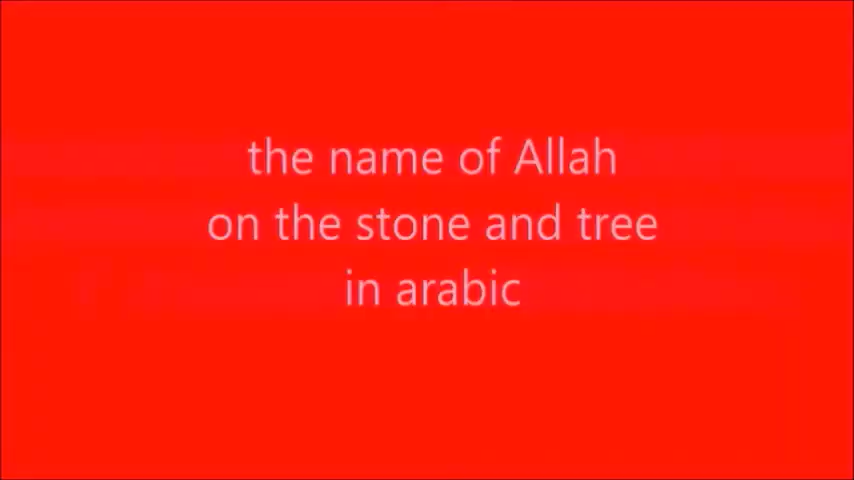 the name of Allah
on the stone and tree
in arabic